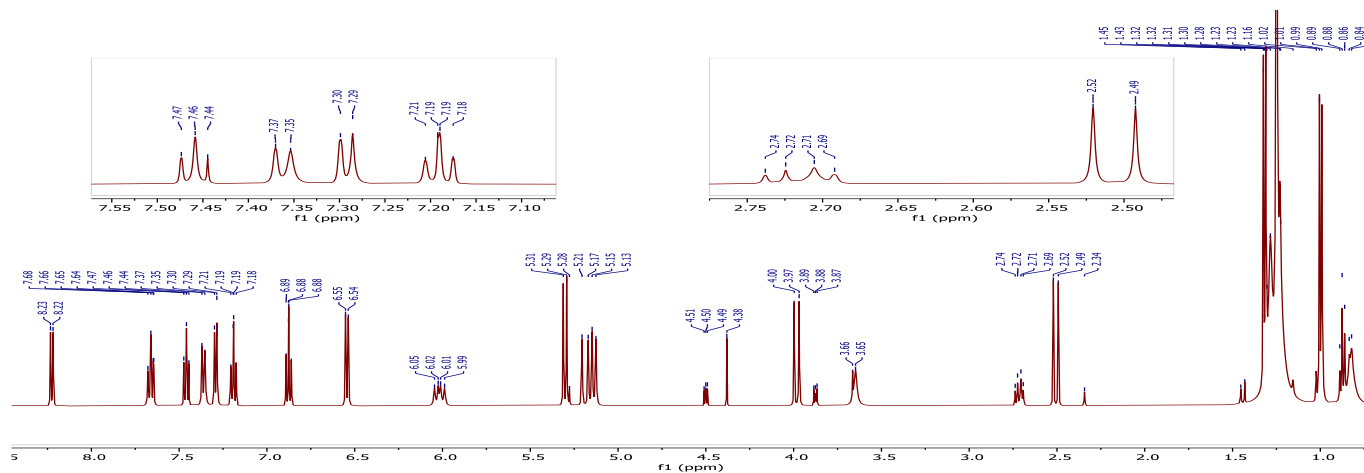 1.45 1.43 1.32 1.32 1.31 1.30 1.28 1.23 1.23 1.16 1.02 1.01 0.99 0.89 0.88 0.86 0.84
7.47 7.46 7.44 7.37 7.35 7.30 7.29 7.21 7.19 7.19 7.18
7.55 7.50 7.45 7.40 7.35 7.30 7.25 7.20 7.15 7.10
f1 (ppm)
2.74 2.72 2.71 2.69 2.52 2.49
2.75 2.70 2.65 2.60 2.55 2.50
f1 (ppm)
8.23 8.22
7.68 7.66 7.65 7.64 7.47 7.46 7.44 7.37 7.35 7.30 7.29 7.21 7.19 7.19 7.18
6.89 6.88 6.88
6.55 6.54
6.05 6.02 6.01 5.99
5.31 5.29 5.28 5.21 5.17 5.15 5.13
4.51 4.50 4.49 4.38
4.00 3.97 3.89 3.88 3.87
3.66 3.65
2.74 2.72 2.71 2.69 2.52 2.49 2.34
5 8.0 7.5 7.0 6.5 6.0 5.5 5.0 4.5 4.0 3.5 3.0 2.5 2.0 1.5 1.0
f1 (ppm)